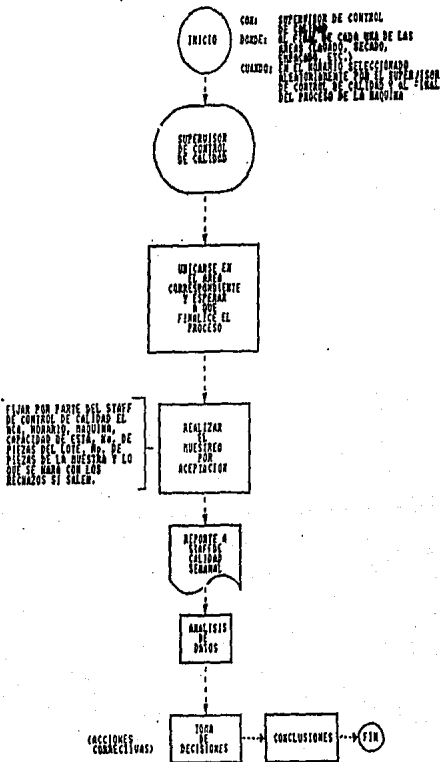 INICIO
CON: SUPERVISOR DE CONTROL
DE CALIDAD
DONDE: AL FINAL DE CADA UNA DE LAS
AREAS (LAVADO, SECADO,
EMPACADO, ETC.)
CUANDO: EN EL HORARIO SELECCIONADO
ALEATORIAMENTE POR EL SUPERVISOR
DE CONTROL DE CALIDAD Y AL FINAL
DEL PROCESO DE LA MAQUINA
SUPERVISOR
DE CONTROL
DE CALIDAD
UBICARSE EN
EL AREA
CORRESPONDIENTE
Y ESPERAR
A QUE
FINALICE EL
PROCESO
FIJAR POR PARTE DEL STAFF
DE CONTROL DE CALIDAD EL
AREA, HORARIO, MAQUINA,
CAPACIDAD DE ESTA, No. DE
PIEZAS DEL LOTE, No. DE
PIEZAS DE LA MUESTRA Y LO
QUE SE HARA CON LOS
RECHAZOS SI SALEN.
REALIZAR
EL
MUESTREO
POR
ACEPTACION
REPORTE A
STAFF DE
CALIDAD
SEMANAL
ANALISIS
DE
DATOS
(ACCIONES
CORRECTIVAS)
TOMA
DE
DECISIONES
CONCLUSIONES
FIN